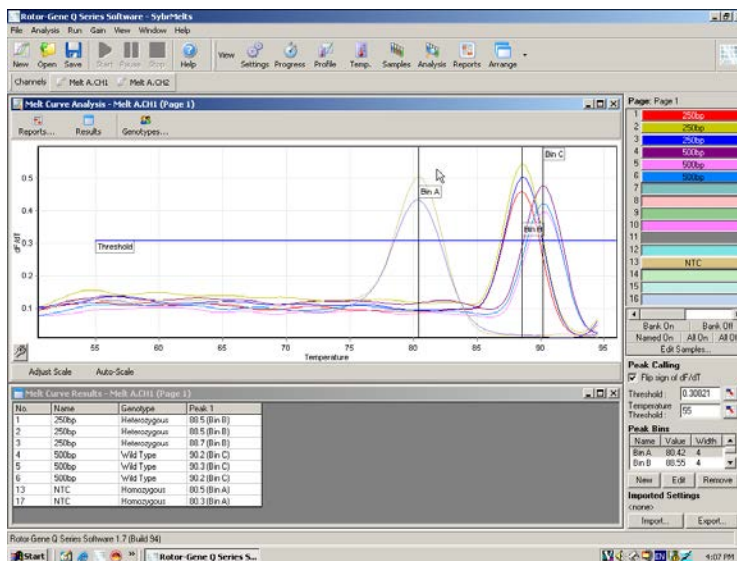 Rotor-Gene Q Series Software - SybrMelts
File Analysis Run Gain View Window Help
New Open Save Start Pause Stop Help View Settings Progress Profile Temp. Samples Analysis Reports Arrange
Channels Melt A.CH1 Melt A.CH2
Melt Curve Analysis - Melt A.CH1 (Page 1)
Reports... Results Genotypes...
Bin C
0.5
Bin A
0.4
dF/dT
Bin B
0.3
Threshold
0.2
0.1
55 60 65 70 75 80 85 90 95
Temperature
Adjust Scale Auto-Scale
Melt Curve Results - Melt A.CH1 (Page 1)
No. Name Genotype Peak 1
1 250bp Heterozygous 88.5 (Bin B)
2 250bp Heterozygous 88.5 (Bin B)
3 250bp Heterozygous 88.7 (Bin B)
4 500bp Wild Type 90.2 (Bin C)
5 500bp Wild Type 90.3 (Bin C)
6 500bp Wild Type 90.2 (Bin C)
13 NTC Homozygous 80.5 (Bin A)
17 NTC Homozygous 80.3 (Bin A)
Page: Page 1
1 250bp
2 250bp
3 250bp
4 500bp
5 500bp
6 500bp
7
8
9
10
11
12
13 NTC
14
15
16
Bank On Bank Off
Named On All On All Of
Edit Samples...
Peak Calling
Flip sign of dF/dT
Threshold: 0.30821
Temperature Threshold: 55
Peak Bins
Name Value Width
Bin A 80.42 4
Bin B 88.55 4
New Edit Remove
Imported Settings
<none>
Import... Export...
Rotor-Gene Q Series Software 1.7 (Build 94)
Start Rotor-Gene Q Series S... EN 4:07 PM